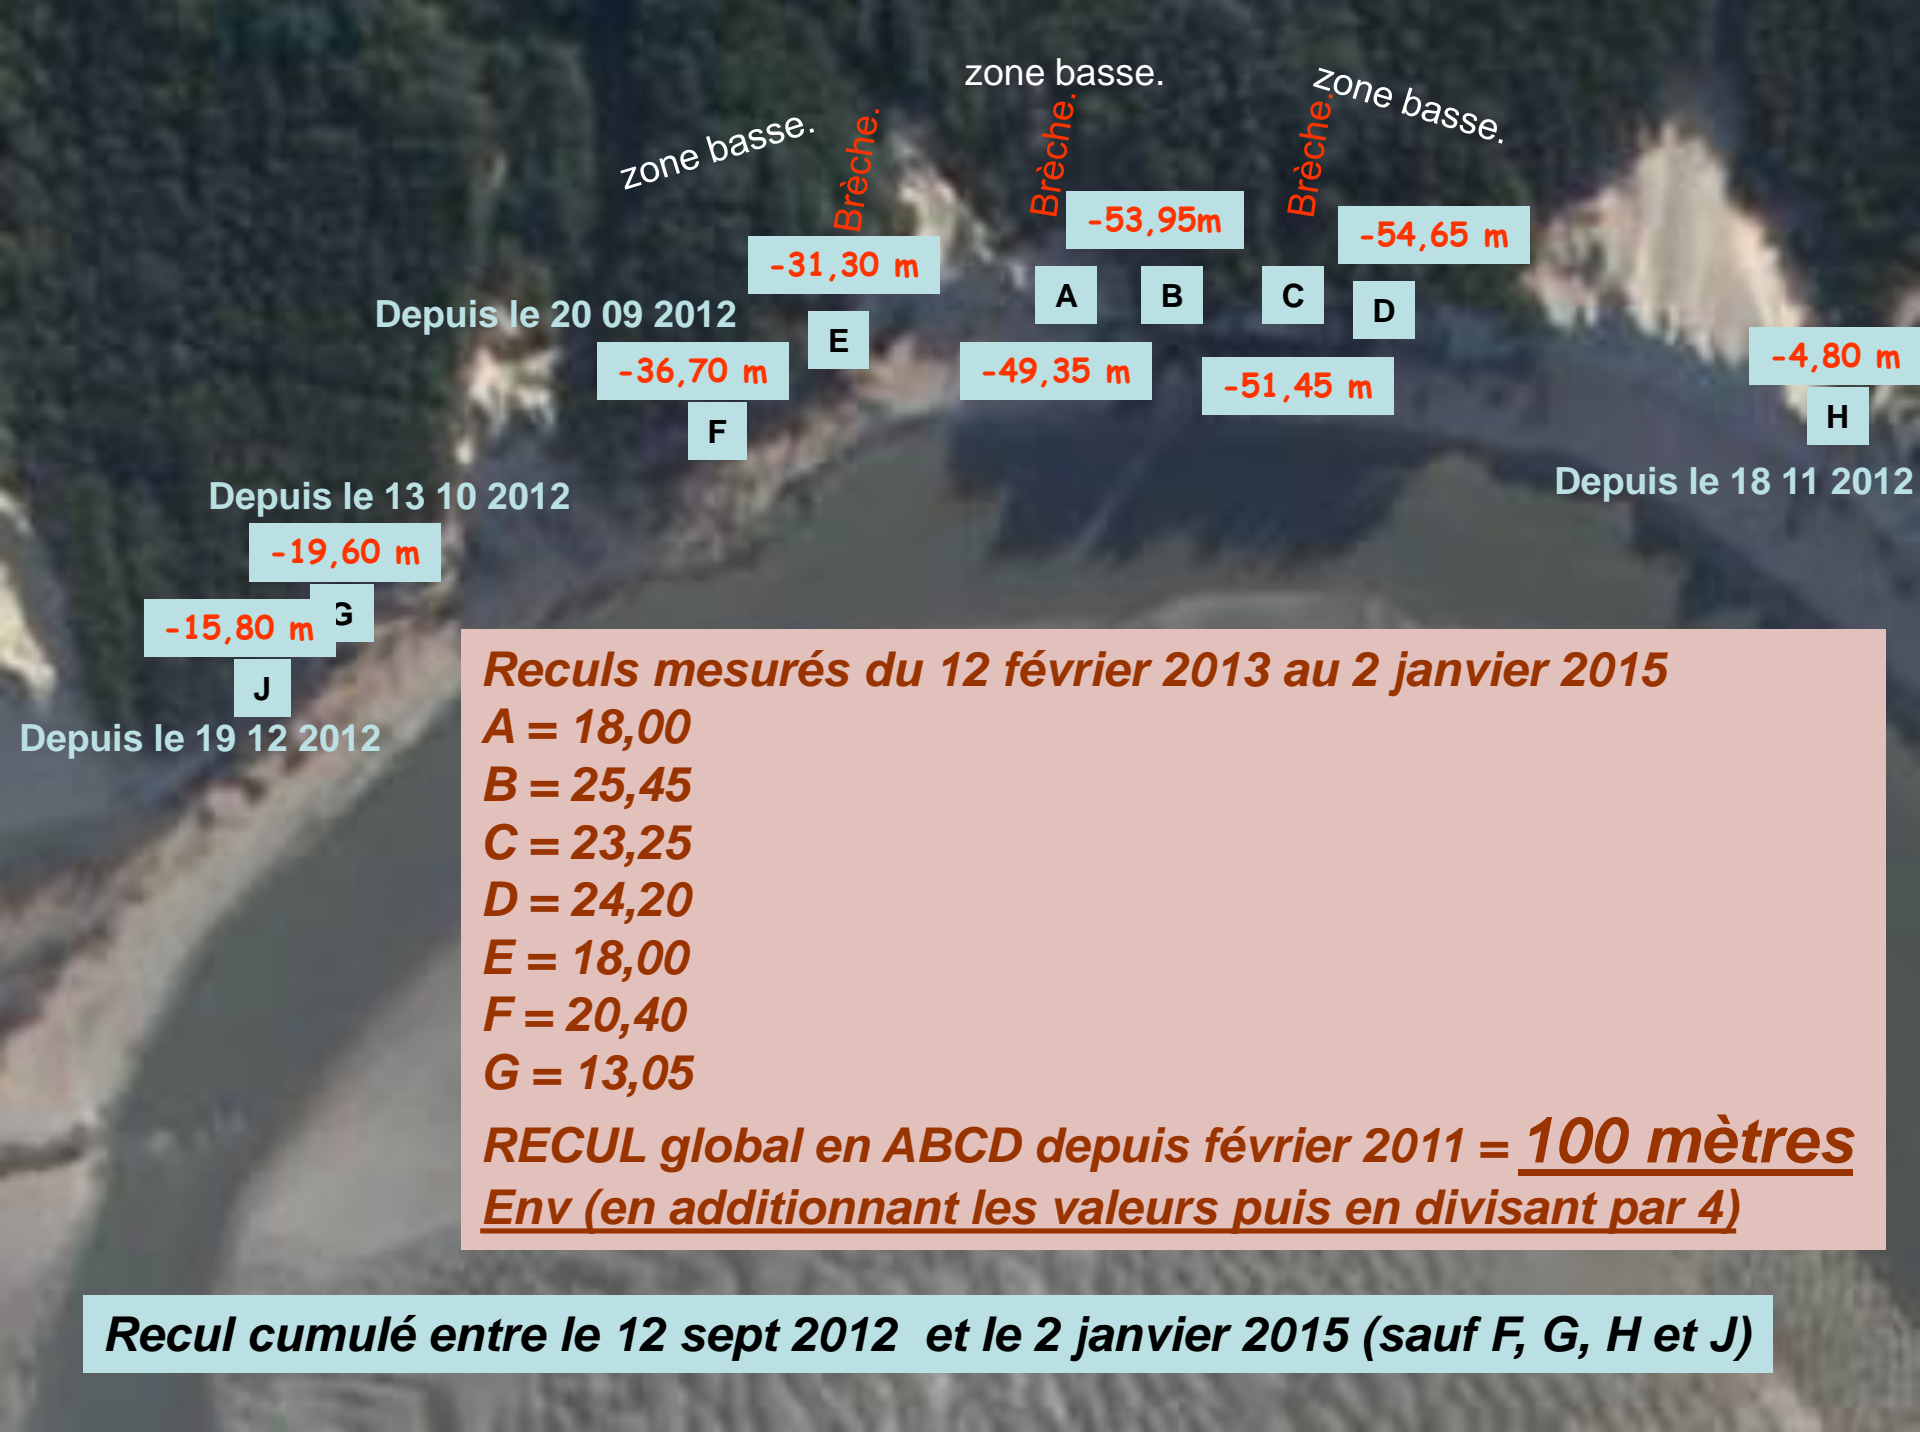 zone basse.
zone basse.
zone basse.
Brèche.
Brèche.
Brèche.
-53,95m
-54,65 m
-31,30 m
A
B
C
D
Depuis le 20 09 2012
E
-36,70 m
-49,35 m
-51,45 m
-4,80 m
F
H
Depuis le 13 10 2012
Depuis le 18 11 2012
-19,60 m
G
-15,80 m
J
Depuis le 19 12 2012
Reculs mesurés du 12 février 2013 au 2 janvier 2015
A = 18,00
B = 25,45
C = 23,25
D = 24,20
E = 18,00
F = 20,40
G = 13,05
RECUL global en ABCD depuis février 2011 = 100 mètres
Env (en additionnant les valeurs puis en divisant par 4)
Recul cumulé entre le 12 sept 2012 et le 2 janvier 2015 (sauf F, G, H et J)